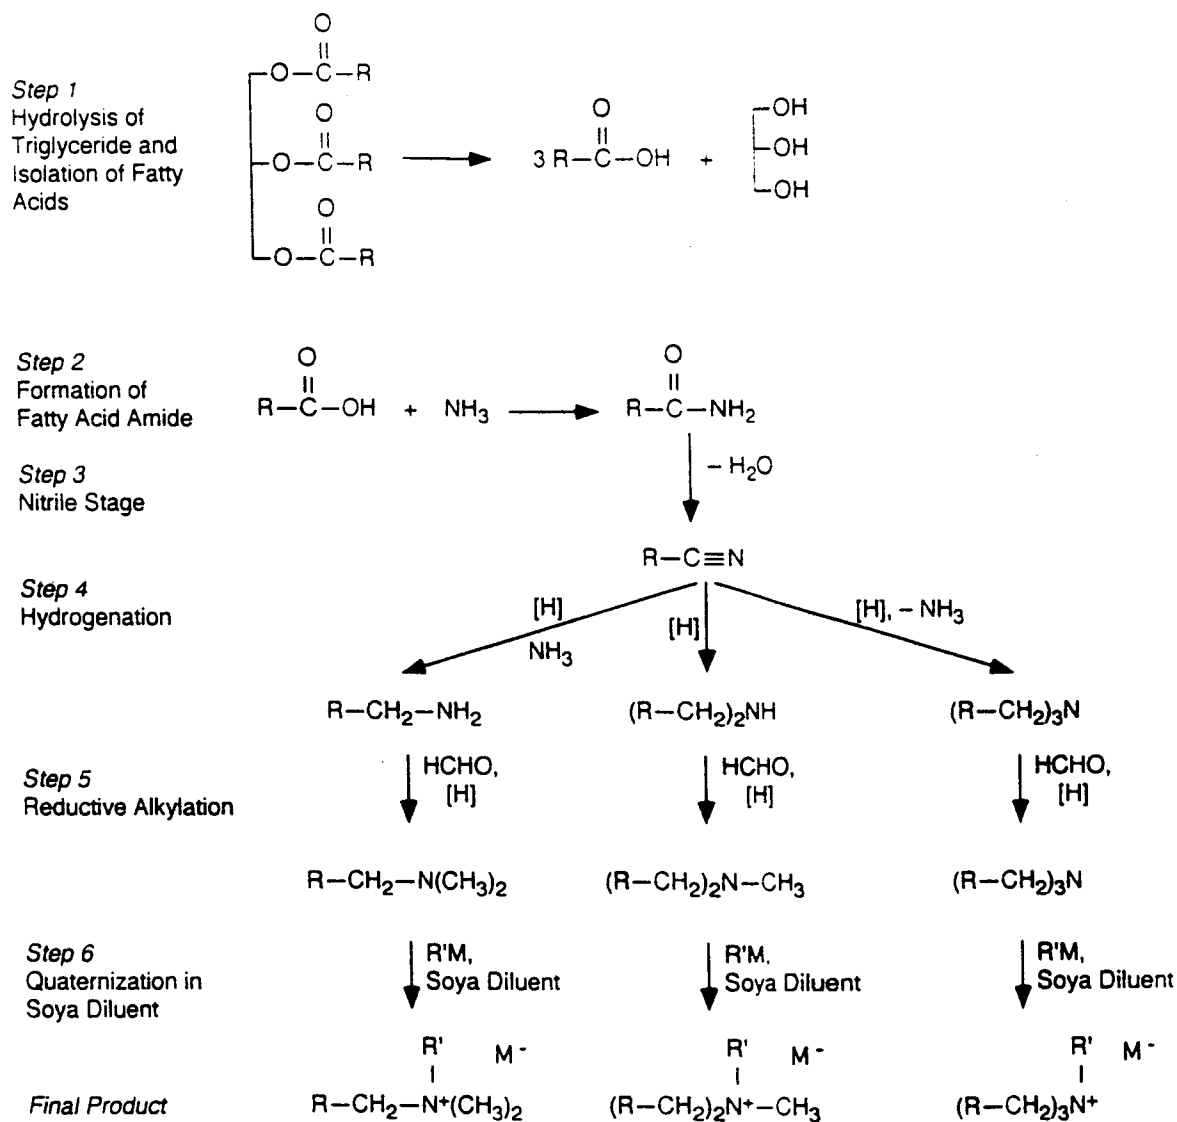 Step 1
Hydrolysis of
Triglyceride and
Isolation of Fatty
Acids
O
||
O—C—R
O
||
O—C—R
O
||
O—C—R
O
||
3 R—C—OH + 
OH
OH
OH
Step 2
Formation of
Fatty Acid Amide
O
||
R—C—OH + NH₃
O
||
R—C—NH₂
Step 3
Nitrile Stage
– H₂O
R—C≡N
Step 4
Hydrogenation
[H]
NH₃
[H]
[H], – NH₃
R—CH₂—NH₂ (R—CH₂)₂NH (R—CH₂)₃N
Step 5
Reductive Alkylation
HCHO,
[H]
HCHO,
[H]
HCHO,
[H]
R—CH₂—N(CH₃)₂ (R—CH₂)₂N—CH₃ (R—CH₂)₃N
Step 6
Quaternization in
Soya Diluent
R'M,
Soya Diluent
R'M,
Soya Diluent
R'M,
Soya Diluent
Final Product
R' M⁻
R—CH₂—N⁺(CH₃)₂
R' M⁻
(R—CH₂)₂N⁺—CH₃
R' M⁻
(R—CH₂)₃N⁺